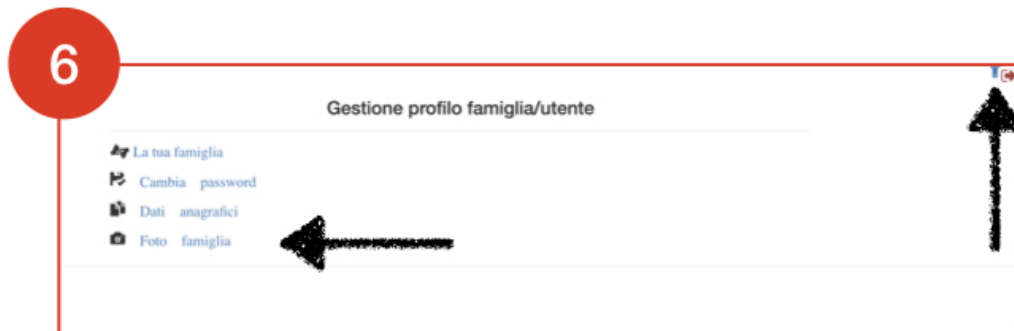 6
Gestione profilo famiglia/utente
La tua famiglia
Cambia password
Dati anagrafici
Foto famiglia